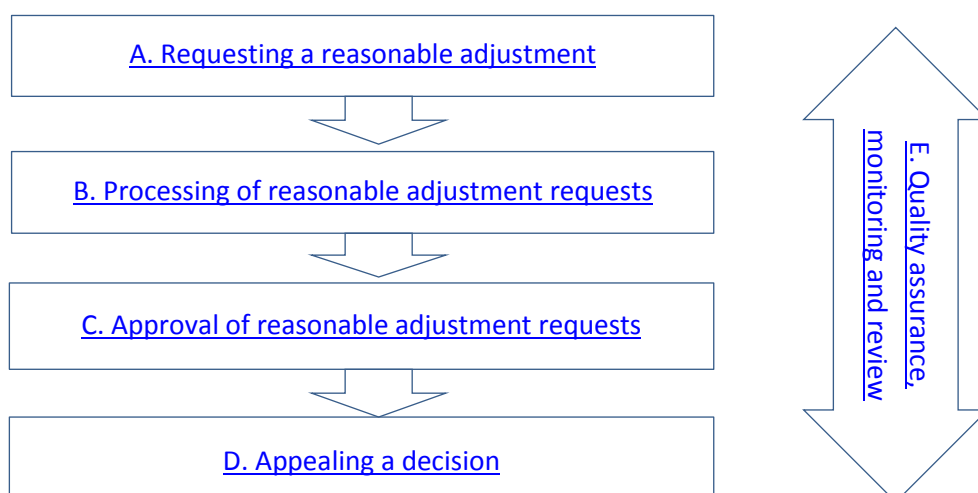 A. Requesting a reasonable adjustment
B. Processing of reasonable adjustment requests
C. Approval of reasonable adjustment requests
D. Appealing a decision
E. Quality assurance,
monitoring and review